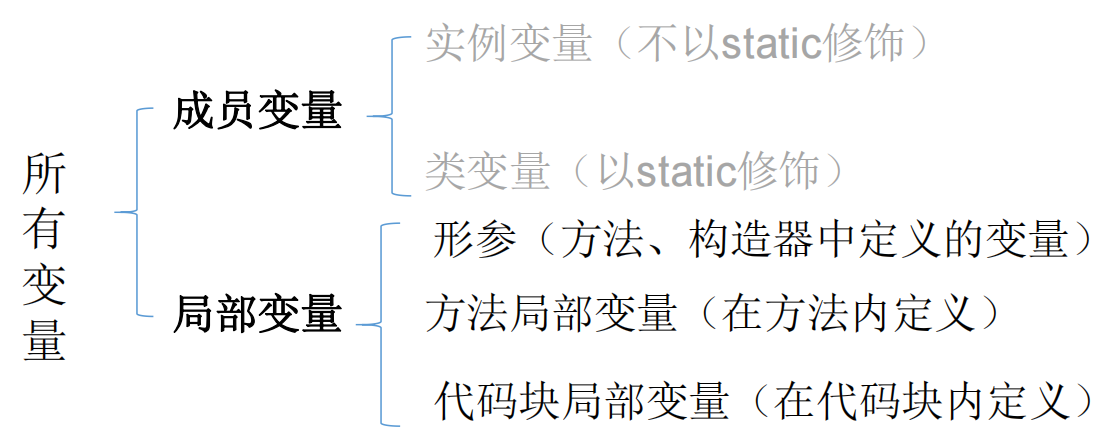 所有变量
成员变量
实例变量（不以static修饰）
类变量（以static修饰）
局部变量
形参（方法、构造器中定义的变量）
方法局部变量（在方法内定义）
代码块局部变量（在代码块内定义）